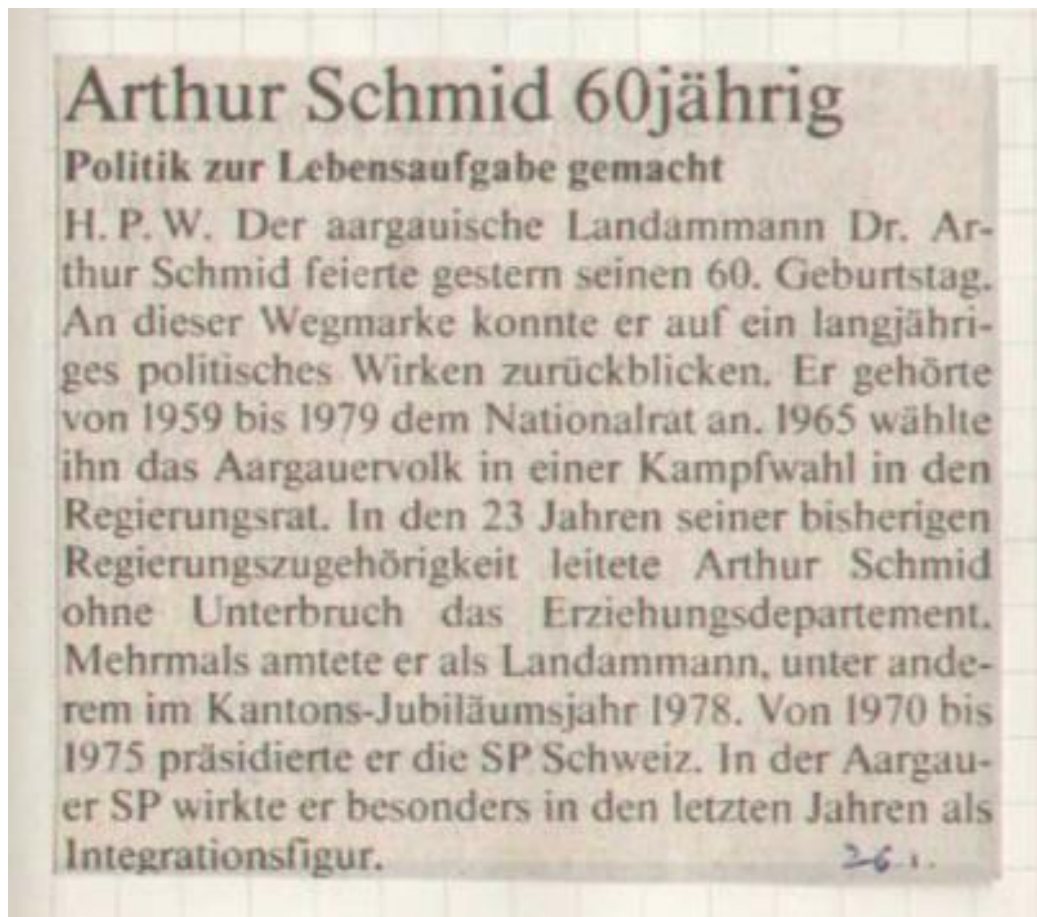 Arthur Schmid 60jährig
Politik zur Lebensaufgabe gemacht
H. P. W. Der aargauische Landammann Dr. Ar-
thur Schmid feierte gestern seinen 60. Geburtstag.
An dieser Wegmarke konnte er auf ein langjähri-
ges politisches Wirken zurückblicken. Er gehörte
von 1959 bis 1979 dem Nationalrat an. 1965 wählte
ihn das Aargauervolk in einer Kampfwahl in den
Regierungsrat. In den 23 Jahren seiner bisherigen
Regierungszugehörigkeit leitete Arthur Schmid
ohne Unterbruch das Erziehungsdepartement.
Mehrmals amtete er als Landammann, unter ande-
rem im Kantons-Jubiläumsjahr 1978. Von 1970 bis
1975 präsidierte er die SP Schweiz. In der Aargau-
er SP wirkte er besonders in den letzten Jahren als
Integrationsfigur.
26.1.